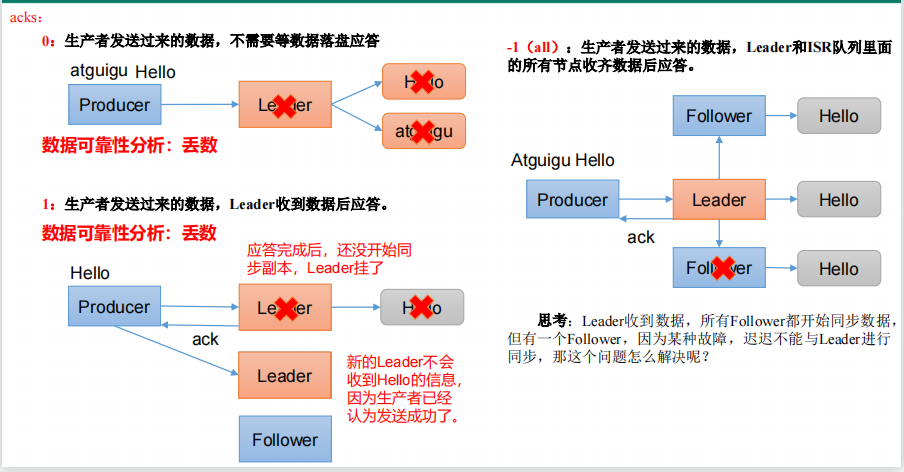 acks：
0：生产者发送过来的数据，不需要等数据落盘应答
atguigu Hello
Producer
Leader
Hello
atguigu
数据可靠性分析：丢数
1：生产者发送过来的数据，Leader收到数据后应答。
数据可靠性分析：丢数
应答完成后，还没开始同
步副本，Leader挂了
Hello
Producer
Leader
Hello
ack
Leader
新的Leader不会
收到Hello的信息，
因为生产者已经
认为发送成功了。
Follower
-1（all）：生产者发送过来的数据，Leader和ISR队列里面
的所有节点收齐数据后应答。
Follower
Hello
Atguigu Hello
Producer
Leader
Hello
ack
Follower
Hello
思考：Leader收到数据，所有Follower都开始同步数据，
但有一个Follower，因为某种故障，迟迟不能与Leader进行
同步，那这个问题怎么解决呢？